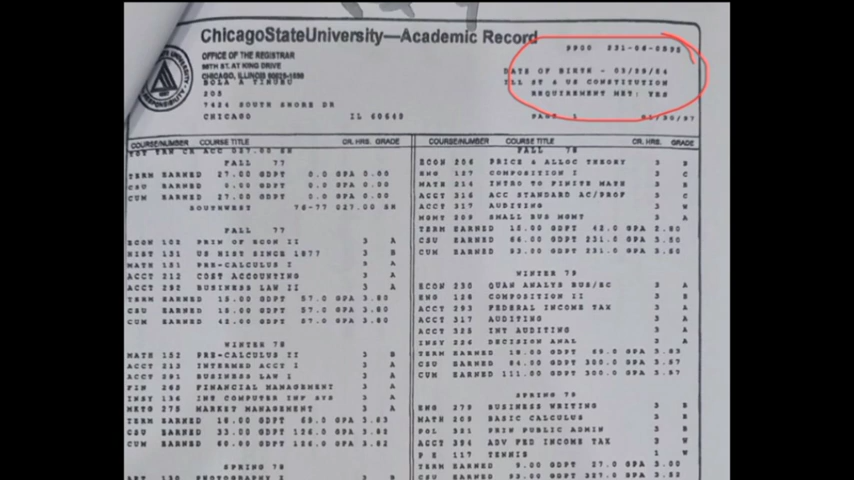 ChicagoStateUniversity—Academic Record
OFFICE OF THE REGISTRAR
95TH ST. AT KING DRIVE
CHICAGO, ILLINOIS 60628-1598
BOLA A TINUBU
205
7424 SOUTH SHORE DR
CHICAGO IL 60649
DATE OF BIRTH -
ILL ST & US CONSTITUTION
REQUIREMENT MET: YES
PAGE 1
COURSE/NUMBER COURSE TITLE CR. HRS. GRADE
FALL 77
TERM EARNED 27.00 GDPT 0.0 GPA 0.00
CSU EARNED 0.00 GDPT 0.0 GPA 0.00
CUM EARNED 27.00 GDPT 0.0 GPA 0.00
SOUTHWEST 76-77 027.00 SH
FALL 77
ECON 102 PRIN OF ECON II 3 A
HIST 131 US HIST SINCE 1877 3 B
MATH 151 PRE-CALCULUS I 3 A
ACCT 212 COST ACCOUNTING 3 A
ACCT 292 BUSINESS LAW II 3 A
TERM EARNED 15.00 GDPT 57.0 GPA 3.80
CSU EARNED 15.00 GDPT 57.0 GPA 3.80
CUM EARNED 42.00 GDPT 57.0 GPA 3.80
WINTER 78
MATH 152 PRE-CALCULUS II 3 B
ACCT 213 INTERMED ACCT I 3 A
ACCT 291 BUSINESS LAW I 3 A
FIN 265 FINANCIAL MANAGEMENT 3 A
INSY 136 INT COMPUTER INF SYS 3 A
MKTG 275 MARKET MANAGEMENT 3 A
TERM EARNED 18.00 GDPT 69.0 GPA 3.83
CSU EARNED 33.00 GDPT 126.0 GPA 3.82
CUM EARNED 60.00 GDPT 126.0 GPA 3.82
SPRING 78
ART 130 PHOTOGRAPHY I 3
COURSE/NUMBER COURSE TITLE CR. HRS. GRADE
FALL 78
ECON 206 PRICE & ALLOC THEORY 3 B
ENG 127 COMPOSITION I 3 C
MATH 214 INTRO TO FINITE MATH 3 B
ACCT 316 ACC STANDARD AC/PROF 3 C
ACCT 317 AUDITING 3 W
MGMT 209 SMALL BUS MGMT 3 A
TERM EARNED 15.00 GDPT 42.0 GPA 2.80
CSU EARNED 66.00 GDPT 231.0 GPA 3.50
CUM EARNED 93.00 GDPT 231.0 GPA 3.50
WINTER 79
ECON 230 QUAN ANALYS BUS/EC 3 A
ENG 128 COMPOSITION II 3 B
ACCT 293 FEDERAL INCOME TAX 3 A
ACCT 317 AUDITING 3 A
ACCT 325 INT AUDITING 3 A
INSY 226 DECISION ANAL 3 A
TERM EARNED 18.00 GDPT 69.0 GPA 3.83
CSU EARNED 84.00 GDPT 300.0 GPA 3.57
CUM EARNED 111.00 GDPT 300.0 GPA 3.57
SPRING 79
ENG 279 BUSINESS WRITING 3 B
MATH 209 BASIC CALCULUS 3 B
POL 321 PRIN PUBLIC ADMIN 3 B
ACCT 394 ADV FED INCOME TAX 3 W
P E 117 TENNIS 1 W
TERM EARNED 9.00 GDPT 27.0 GPA 3.00
CSU EARNED 93.00 GDPT 327.0 GPA 3.52